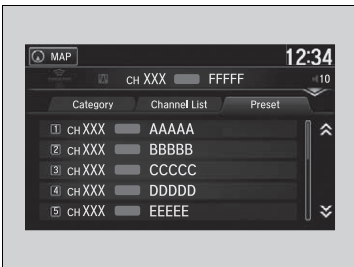 MAP 12:34
CH XXX FFFFF 10
Category Channel List Preset
1 CH XXX AAAAA
2 CH XXX BBBBB
3 CH XXX CCCCC
4 CH XXX DDDDD
5 CH XXX EEEEE